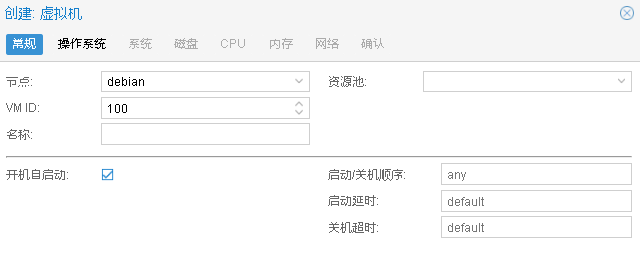 创建: 虚拟机
常规 操作系统 系统 磁盘 CPU 内存 网络 确认
节点: debian 资源池:
VM ID: 100
名称:
开机自启动: 启动/关机顺序: any
启动延时: default
关机超时: default